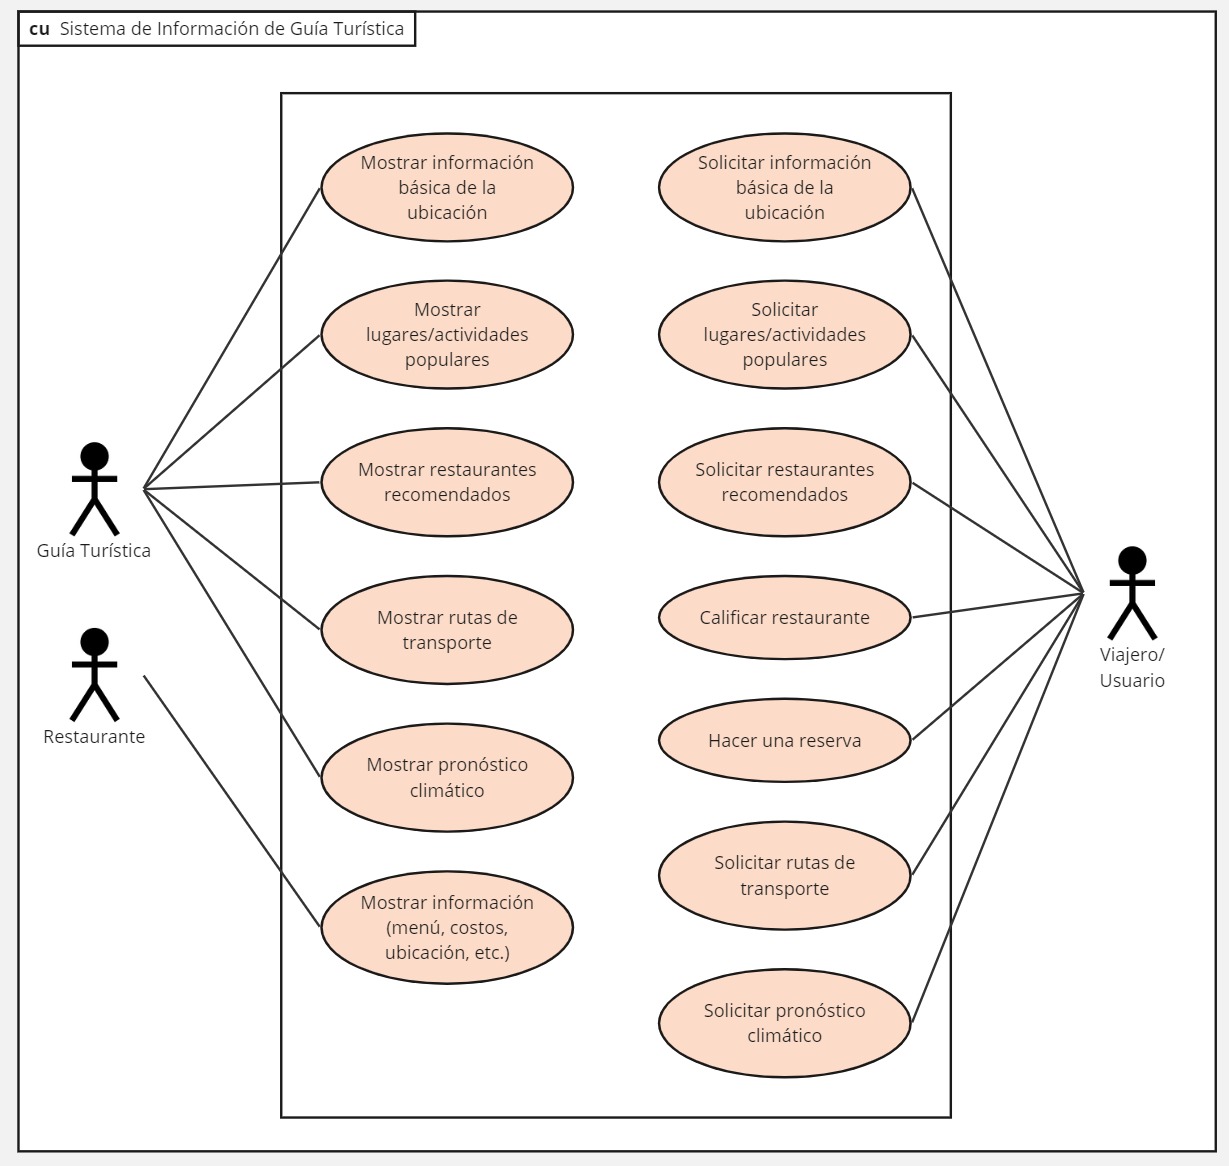 cu Sistema de Información de Guía Turística
Mostrar información
básica de la
ubicación
Mostrar
lugares/actividades
populares
Mostrar restaurantes
recomendados
Mostrar rutas de
transporte
Mostrar pronóstico
climático
Mostrar información
(menú, costos,
ubicación, etc.)
Solicitar información
básica de la
ubicación
Solicitar
lugares/actividades
populares
Solicitar restaurantes
recomendados
Calificar restaurante
Hacer una reserva
Solicitar rutas de
transporte
Solicitar pronóstico
climático
Guía Turística
Restaurante
Viajero/
Usuario